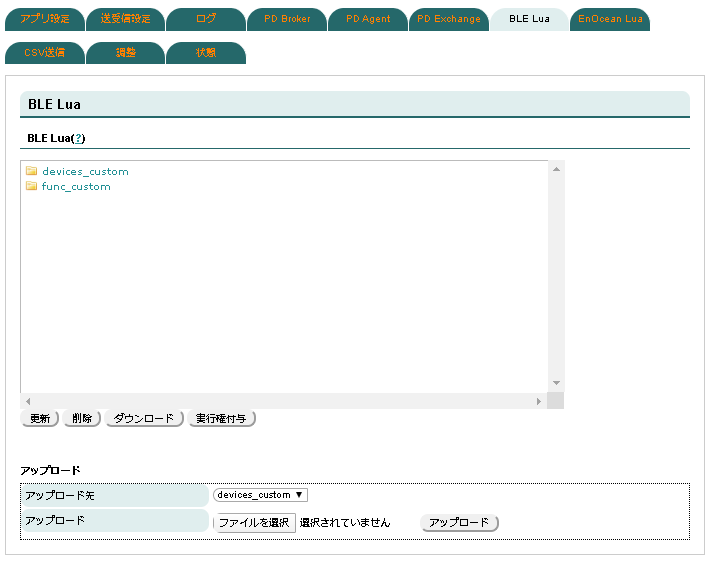 アプリ設定 送受信設定 ログ PD Broker PD Agent PD Exchange BLE Lua EnOcean Lua
CSV送信 調整 状態
BLE Lua
BLE Lua(?)
devices_custom
func_custom
更新 削除 ダウンロード 実行権付与
アップロード
アップロード先 devices_custom ▼
アップロード ファイルを選択 選択されていません アップロード